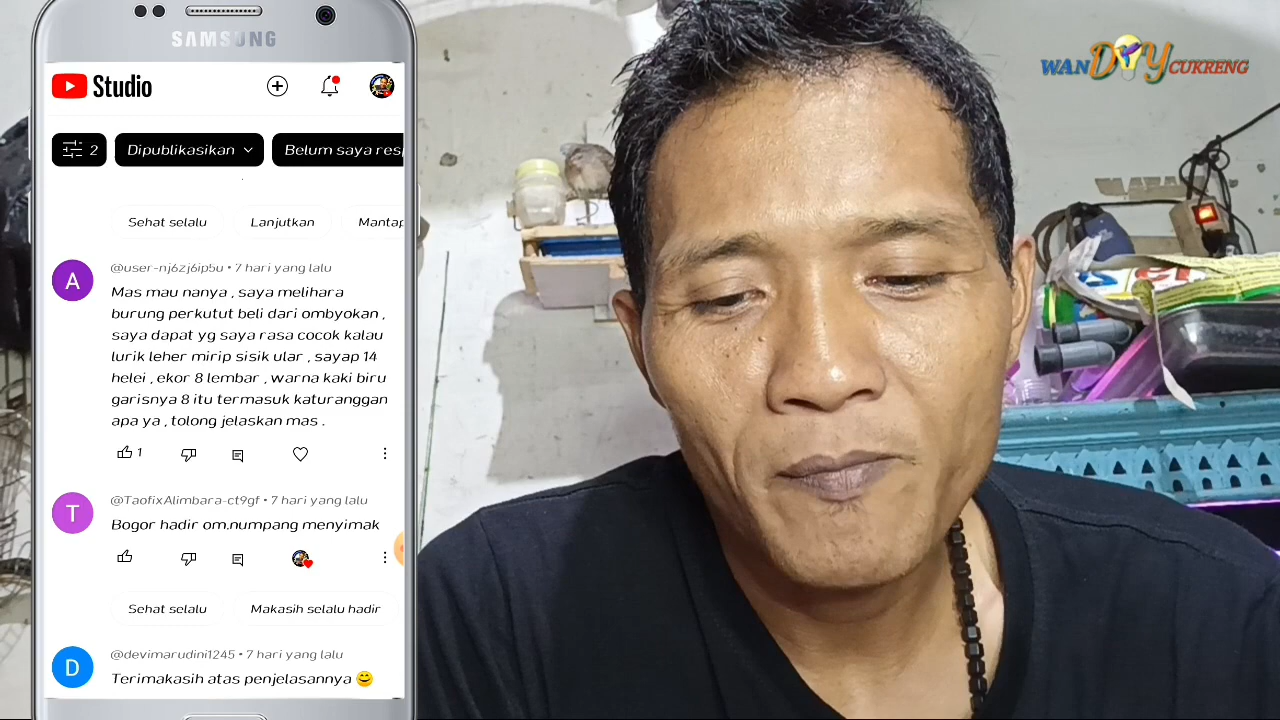 SAMSUNG
Studio
2
Dipublikasikan
Belum saya resp
Sehat selalu
Lanjutkan
Mantap
A
@user-nj6zj6ip5u • 7 hari yang lalu
Mas mau nanya , saya melihara
burung perkutut beli dari ombyokan ,
saya dapat yg saya rasa cocok kalau
lurik leher mirip sisik ular , sayap 14
helei , ekor 8 lembar , warna kaki biru
garisnya 8 itu termasuk katuranggan
apa ya , tolong jelaskan mas .
1
T
@TaofixAlimbara-ct9gf • 7 hari yang lalu
Bogor hadir om.numpang menyimak
Sehat selalu
Makasih selalu hadir
D
@devimarudini1245 • 7 hari yang lalu
Terimakasih atas penjelasannya 😊
WAN DIY CUKRENG